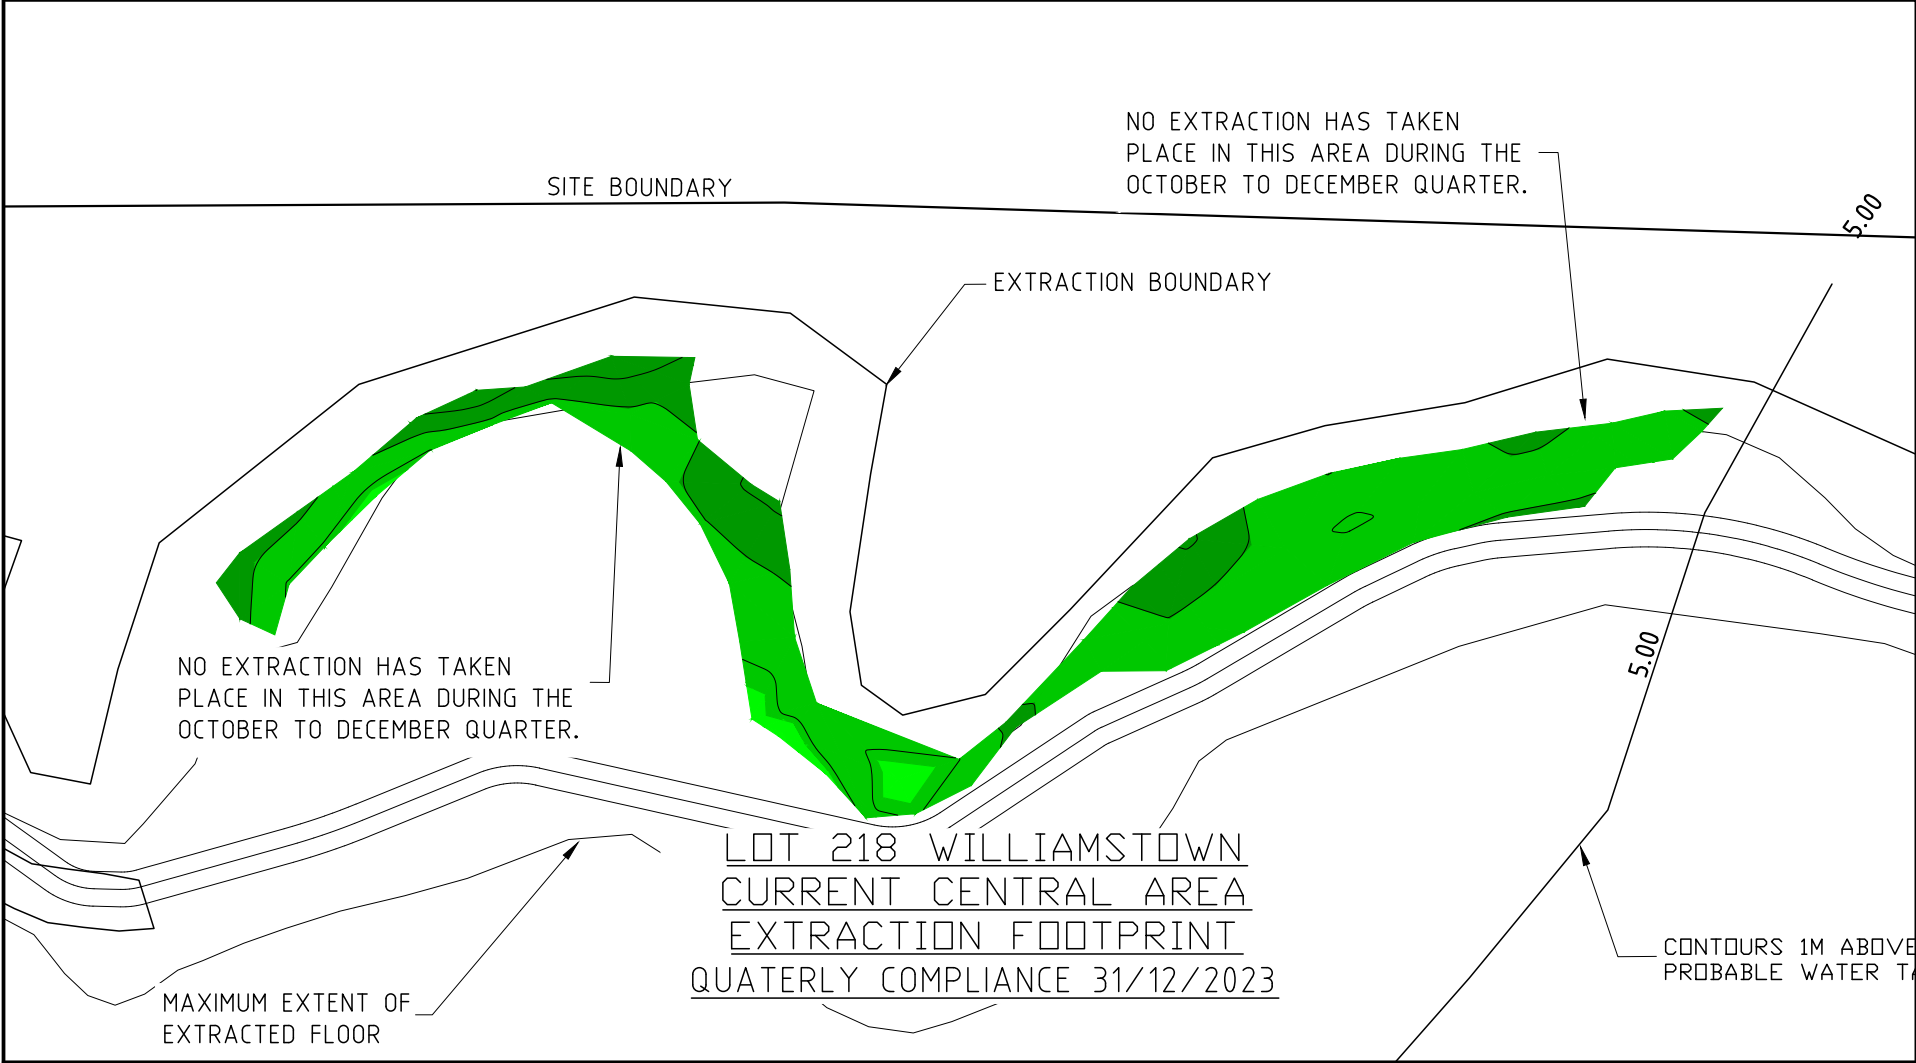 NO EXTRACTION HAS TAKEN
PLACE IN THIS AREA DURING THE
OCTOBER TO DECEMBER QUARTER.
SITE BOUNDARY
5.00
EXTRACTION BOUNDARY
5.00
NO EXTRACTION HAS TAKEN
PLACE IN THIS AREA DURING THE
OCTOBER TO DECEMBER QUARTER.
LOT 218 WILLIAMSTOWN
CURRENT CENTRAL AREA
EXTRACTION FOOTPRINT
QUATERLY COMPLIANCE 31/12/2023
CONTOURS 1M ABOVE
PROBABLE WATER
MAXIMUM EXTENT OF
EXTRACTED FLOOR